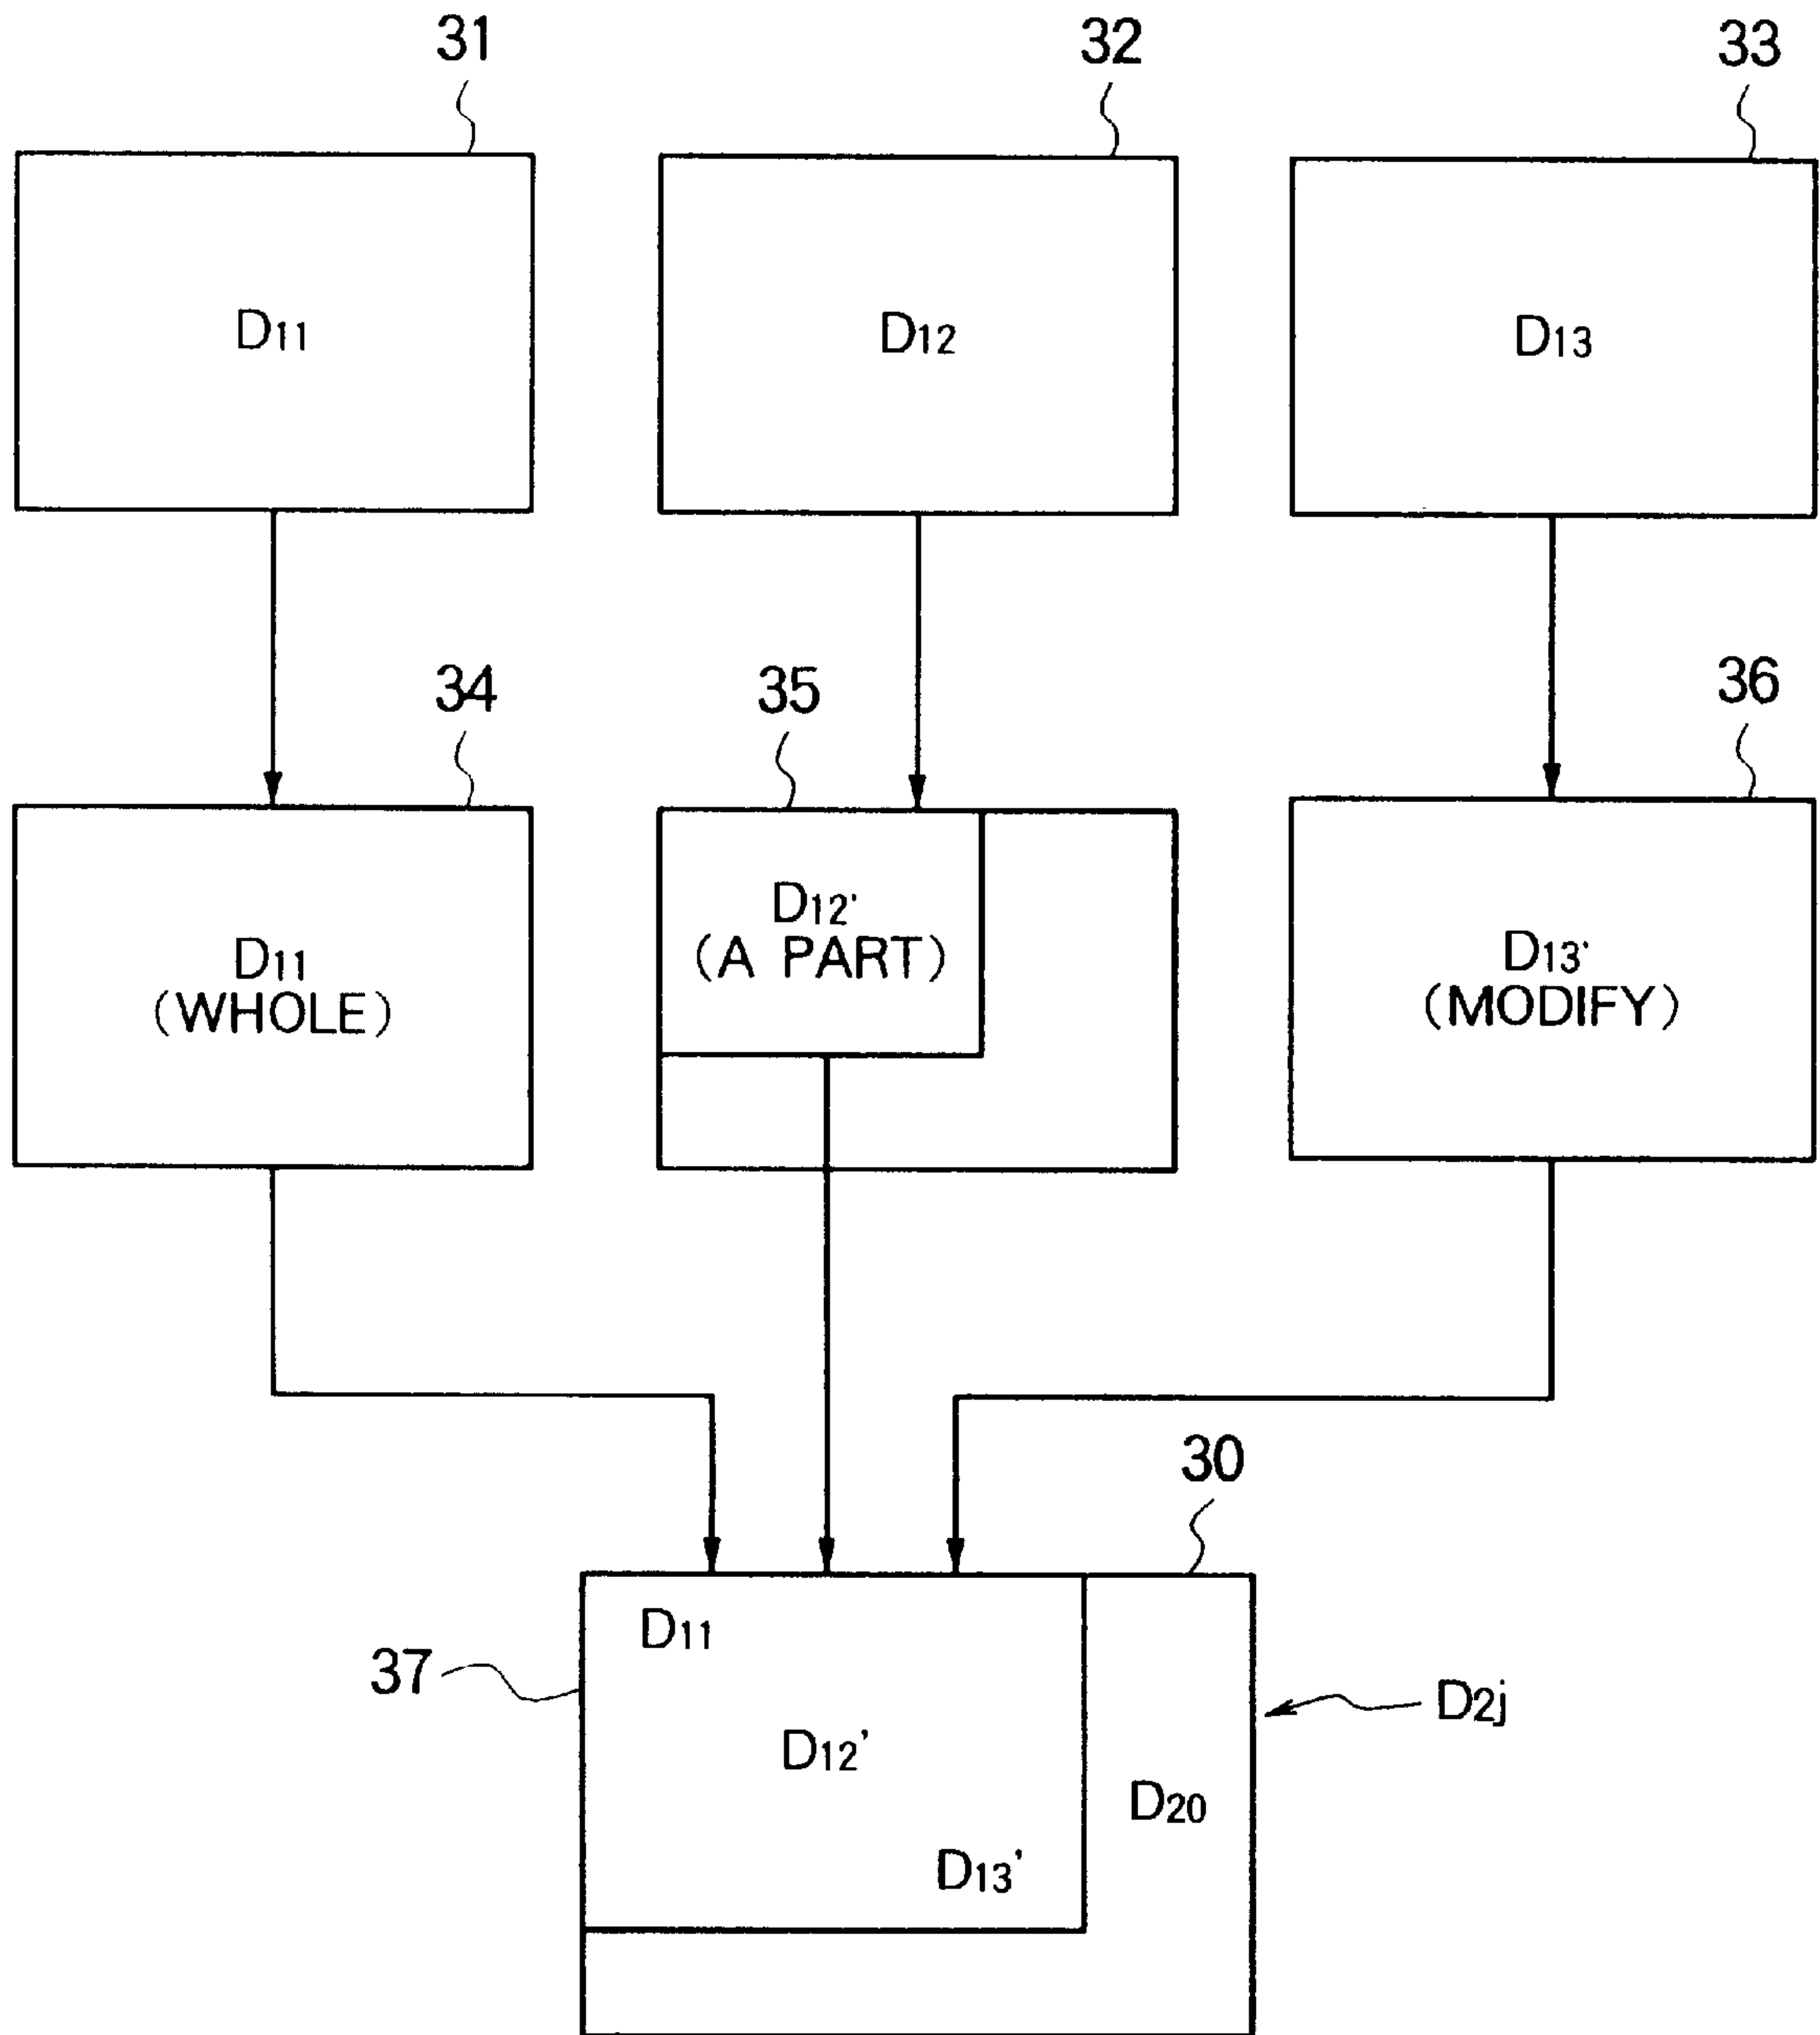 31
32
33
D11
D12
D13
34
35
36
D11
(WHOLE)
D12'
(A PART)
D13'
(MODIFY)
30
D11
37
D2j
D12'
D20
D13'